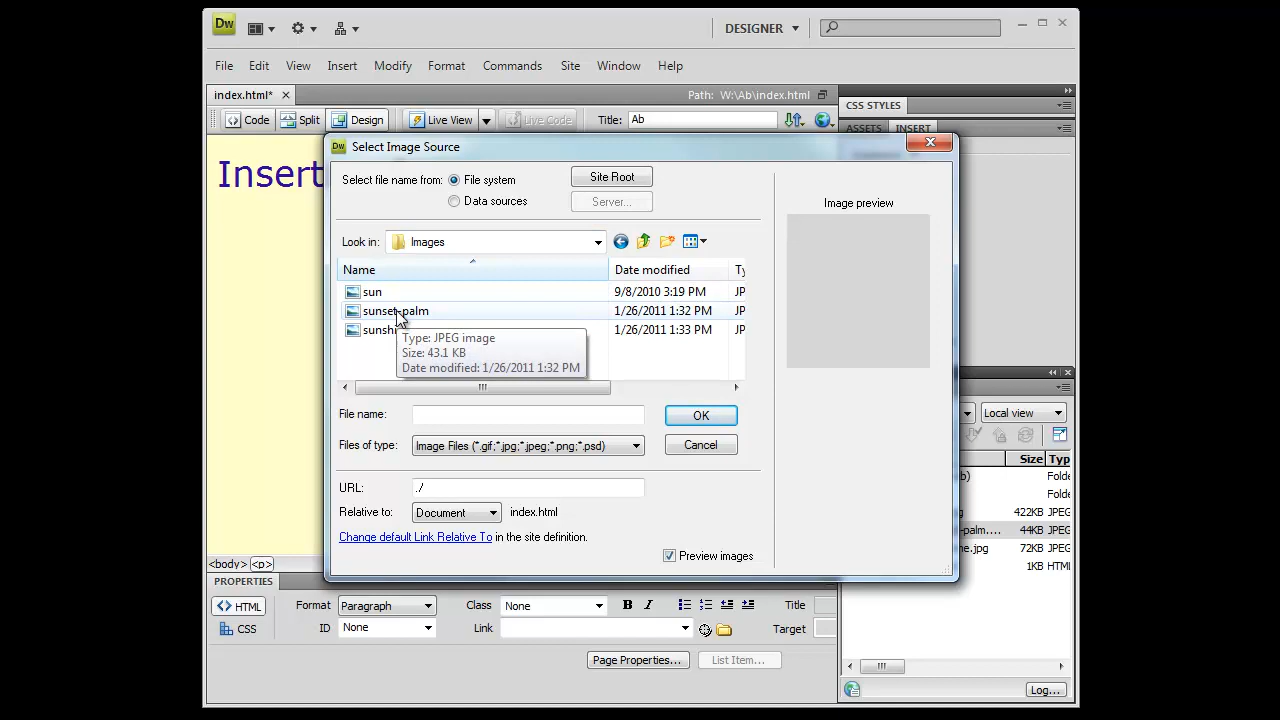 Dw
DESIGNER
File Edit View Insert Modify Format Commands Site Window Help
index.html* × Path: W:\Ab\index.html
CSS STYLES
Code Split Design Live View Live Code Title: Ab
ASSETS INSERT
Insert
Dw Select Image Source
Select file name from: File system Site Root
Data sources Server...
Image preview
Look in: Images
Name Date modified Ty
sun 9/8/2010 3:19 PM JP
sunset-palm 1/26/2011 1:32 PM JP
sunshi 1/26/2011 1:33 PM JP
Type: JPEG image
Size: 43.1 KB
Date modified: 1/26/2011 1:32 PM
File name: OK
Files of type: Image Files (*.gif;*.jpg;*.jpeg;*.png;*.psd) Cancel
URL: ./
Relative to: Document index.html
Change default Link Relative To in the site definition.
Preview images
Local view
Size Typ
b) Folde
Folde
g 422KB JPEG
-palm.... 44KB JPEG
ne.jpg 72KB JPEG
1KB HTM
<body> <p>
PROPERTIES
HTML Format Paragraph Class None B I Title
CSS ID None Link Target
Page Properties... List Item...
Log...